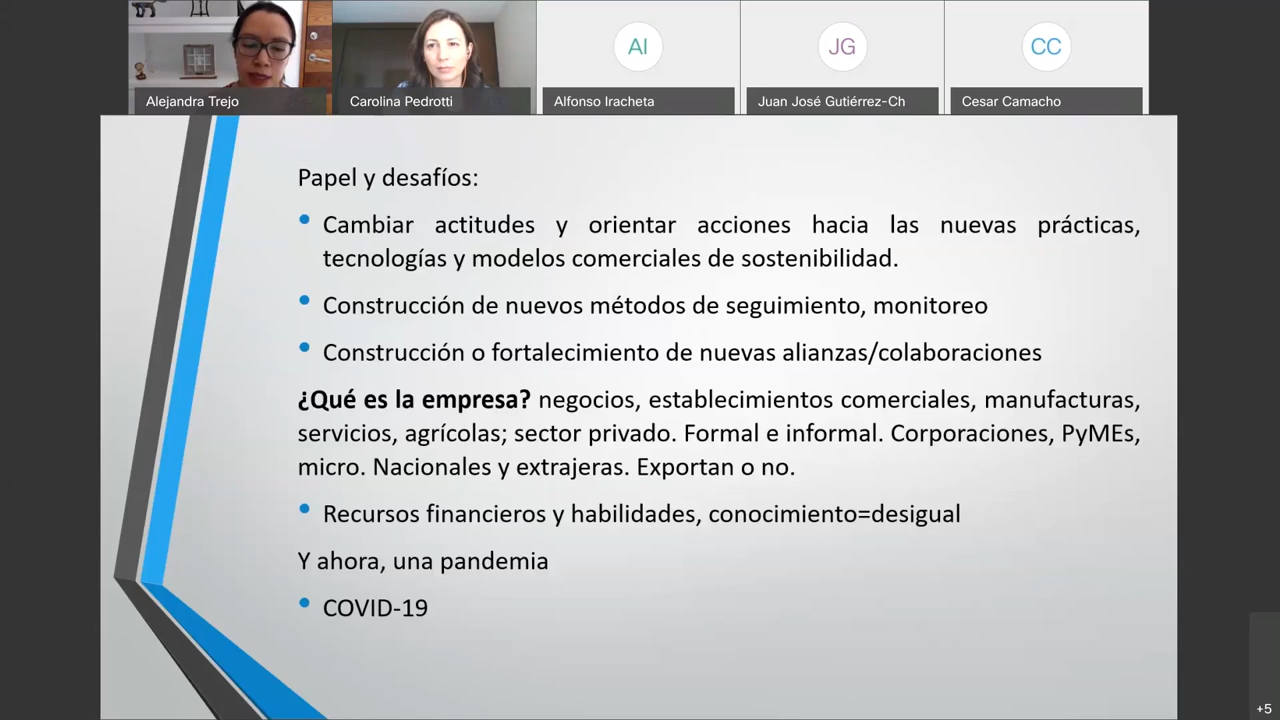 AI
JG
CC
Alejandra Trejo
Carolina Pedrotti
Alfonso Iracheta
Juan José Gutiérrez-Ch
Cesar Camacho
Papel y desafíos:
• Cambiar actitudes y orientar acciones hacia las nuevas prácticas,
tecnologías y modelos comerciales de sostenibilidad.
• Construcción de nuevos métodos de seguimiento, monitoreo
• Construcción o fortalecimiento de nuevas alianzas/colaboraciones
¿Qué es la empresa? negocios, establecimientos comerciales, manufacturas,
servicios, agrícolas; sector privado. Formal e informal. Corporaciones, PyMEs,
micro. Nacionales y extrajeras. Exportan o no.
• Recursos financieros y habilidades, conocimiento=desigual
Y ahora, una pandemia
• COVID-19
+5